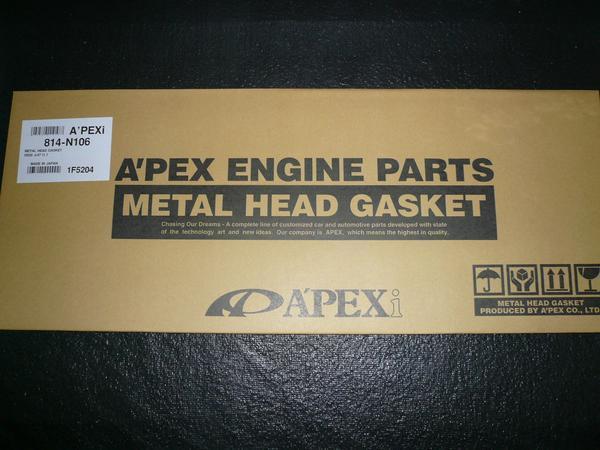 A'PEXi
814-N106
METAL HEAD GASKET
MADE IN JAPAN
1F5204
A'PEX ENGINE PARTS
METAL HEAD GASKET
Chasing Our Dreams - A complete line of customized car and automotive parts developed with state
of the technology art and new ideas. Our company is APEX, which means the highest in quality.
A'PEXi
METAL HEAD GASKET
PRODUCED BY A'PEX CO., LTD